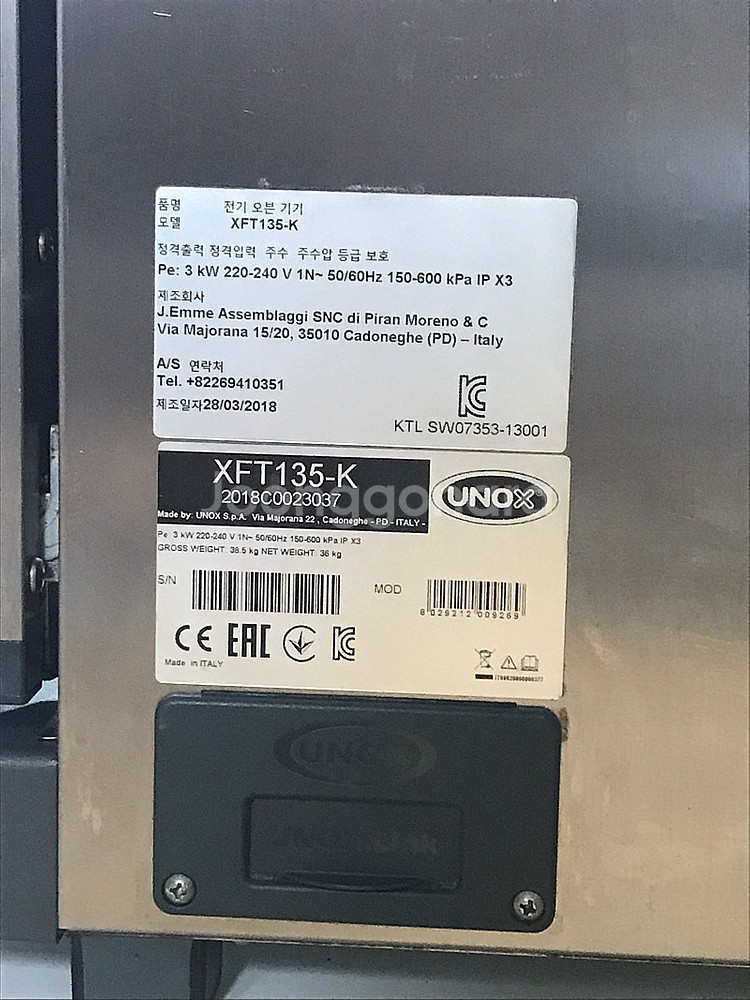 품명 전기 오븐 기기
모델 XFT135-K
정격출력 정격입력 주수 주수압 등급 보호
Pe: 3 kW 220-240 V 1N~ 50/60Hz 150-600 kPa IP X3
제조회사
J.Emme Assemblaggi SNC di Piran Moreno & C
Via Majorana 15/20, 35010 Cadoneghe (PD) – Italy
A/S 연락처
Tel. +82269410351
제조일자28/03/2018
KTL SW07353-13001
XFT135-K
2018C0023037
UNOX
Made by: UNOX S.p.A. Via Majorana 22 , Cadoneghe - PD - ITALY -
Pe: 3 kW 220-240 V 1N~ 50/60Hz 150-600 kPa IP X3
GROSS WEIGHT: 38.5 kg NET WEIGHT: 36 kg
S/N
MOD
8 029212 009269
CE EAC
Made in ITALY
UNOX